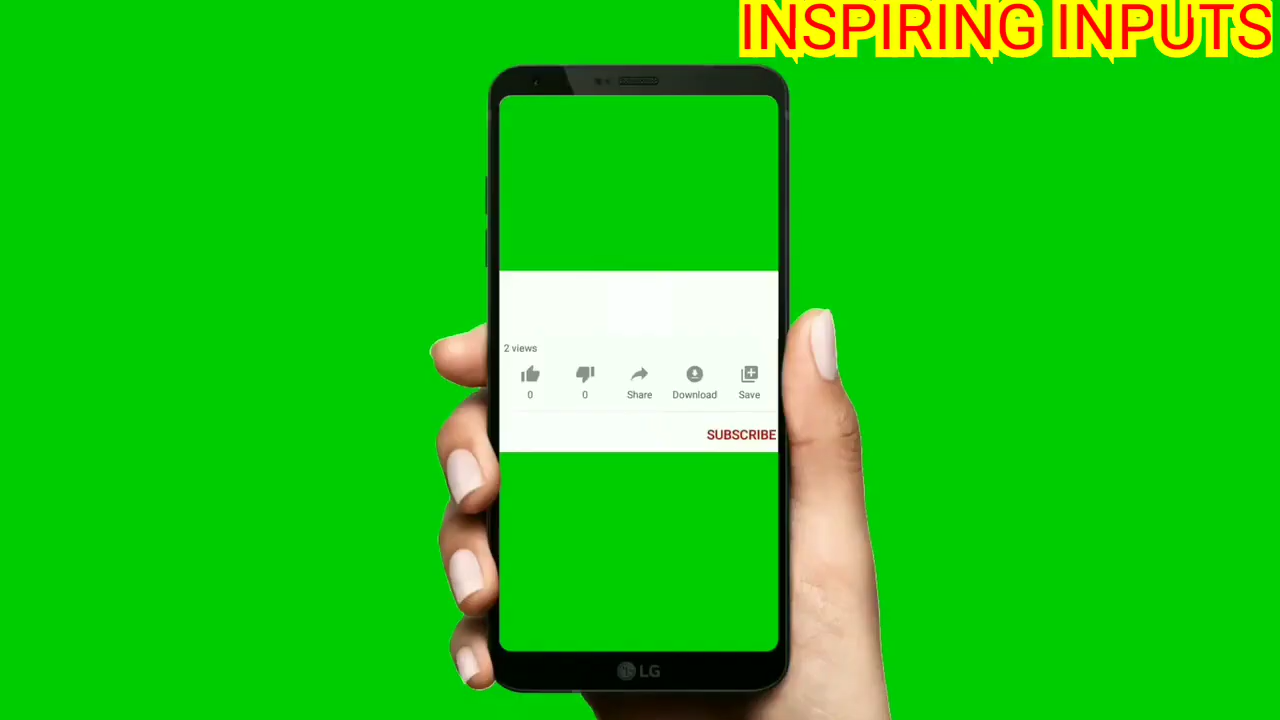 INSPIRING INPUTS
2 views
0 0 Share Download Save
SUBSCRIBE
LG